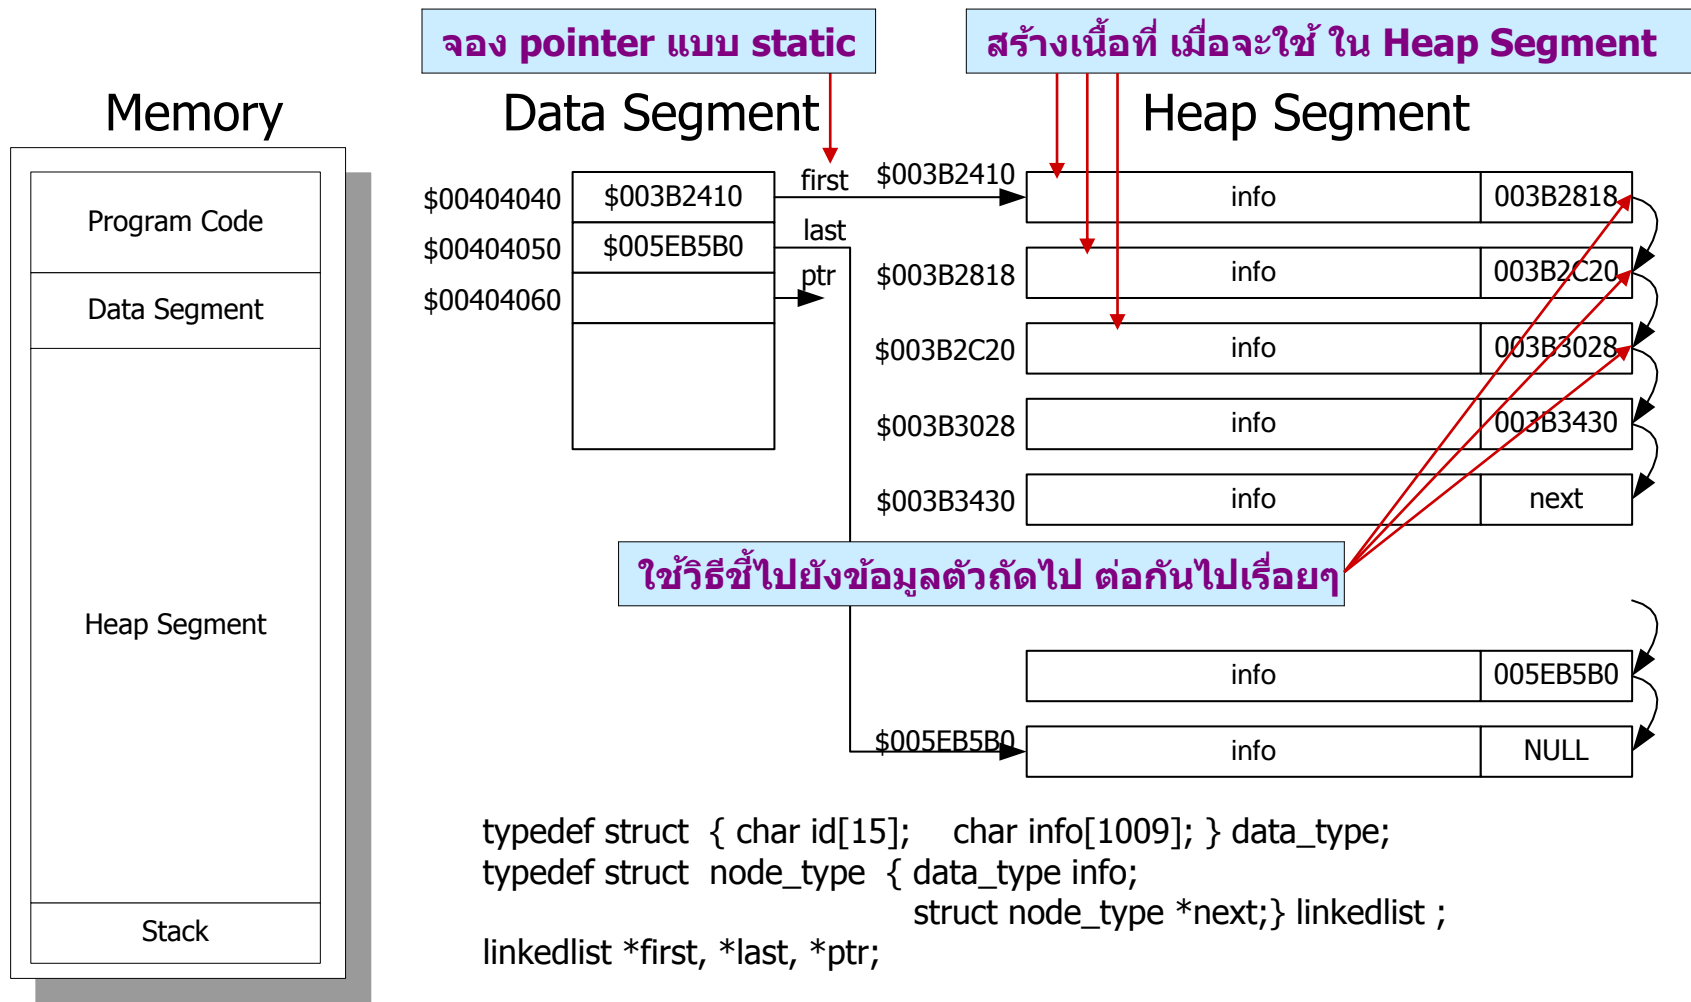 จอง pointer แบบ static
สร้างเนื้อที่ เมื่อจะใช้ ใน Heap Segment
Memory
Data Segment
Heap Segment
Program Code
Data Segment
Heap Segment
Stack
$00404040
$003B2410
first
$00404050
$005EB5B0
last
$00404060
ptr
$003B2410
info
003B2818
$003B2818
info
003B2C20
$003B2C20
info
003B3028
$003B3028
info
003B3430
$003B3430
info
next
ใช้วิธีชี้ไปยังข้อมูลตัวถัดไป ต่อกันไปเรื่อยๆ
info
005EB5B0
$005EB5B0
info
NULL
typedef struct { char id[15]; char info[1009]; } data_type;
typedef struct node_type { data_type info;
struct node_type *next;} linkedlist ;
linkedlist *first, *last, *ptr;